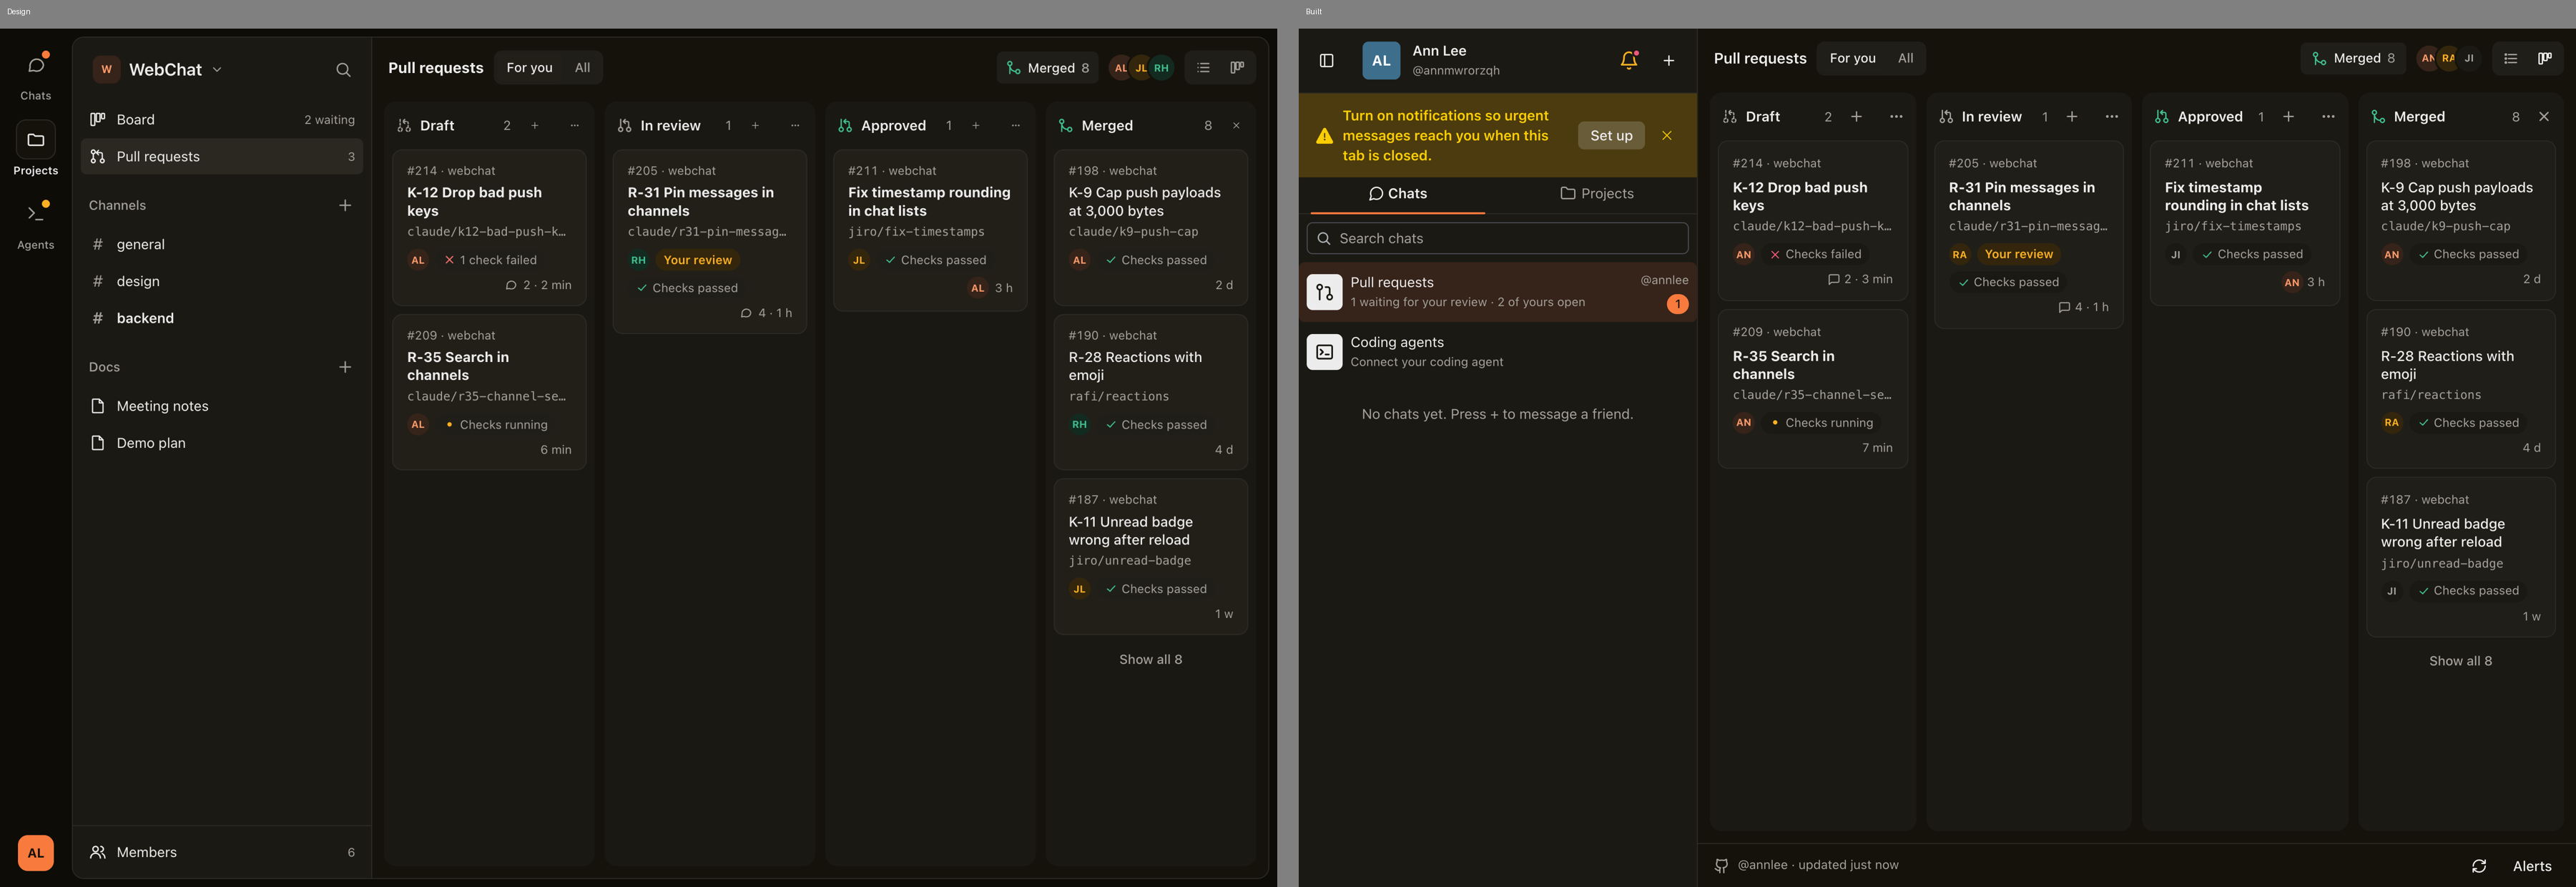 Design
Chats
Projects
Agents
AL
W WebChat
Board 2 waiting
Pull requests 3
Channels
# general
# design
# backend
Docs
Meeting notes
Demo plan
Members 6
Pull requests For you All Merged 8 AL JL RH
Draft 2
#214 · webchat
K-12 Drop bad push
keys
claude/k12-bad-push-k…
AL 1 check failed
2 · 2 min
#209 · webchat
R-35 Search in
channels
claude/r35-channel-se…
AL Checks running
6 min
In review 1
#205 · webchat
R-31 Pin messages in
channels
claude/r31-pin-messag…
RH Your review
Checks passed
4 · 1 h
Approved 1
#211 · webchat
Fix timestamp rounding
in chat lists
jiro/fix-timestamps
JL Checks passed
AL 3 h
Merged 8
#198 · webchat
K-9 Cap push payloads
at 3,000 bytes
claude/k9-push-cap
AL Checks passed
2 d
#190 · webchat
R-28 Reactions with
emoji
rafi/reactions
RH Checks passed
4 d
#187 · webchat
K-11 Unread badge
wrong after reload
jiro/unread-badge
JL Checks passed
1 w
Show all 8
Built
AL
Ann Lee
@annmwrorzqh
Turn on notifications so urgent
messages reach you when this
tab is closed.
Set up
Chats Projects
Search chats
Pull requests @annlee
1 waiting for your review · 2 of yours open 1
Coding agents
Connect your coding agent
No chats yet. Press + to message a friend.
Pull requests For you All Merged 8 AN RA JI
Draft 2
#214 · webchat
K-12 Drop bad push
keys
claude/k12-bad-push-k…
AN Checks failed
2 · 3 min
#209 · webchat
R-35 Search in
channels
claude/r35-channel-se…
AN Checks running
7 min
In review 1
#205 · webchat
R-31 Pin messages in
channels
claude/r31-pin-messag…
RA Your review
Checks passed
4 · 1 h
Approved 1
#211 · webchat
Fix timestamp
rounding in chat lists
jiro/fix-timestamps
JI Checks passed
AN 3 h
Merged 8
#198 · webchat
K-9 Cap push payloads
at 3,000 bytes
claude/k9-push-cap
AN Checks passed
2 d
#190 · webchat
R-28 Reactions with
emoji
rafi/reactions
RA Checks passed
4 d
#187 · webchat
K-11 Unread badge
wrong after reload
jiro/unread-badge
JI Checks passed
1 w
Show all 8
@annlee · updated just now
Alerts